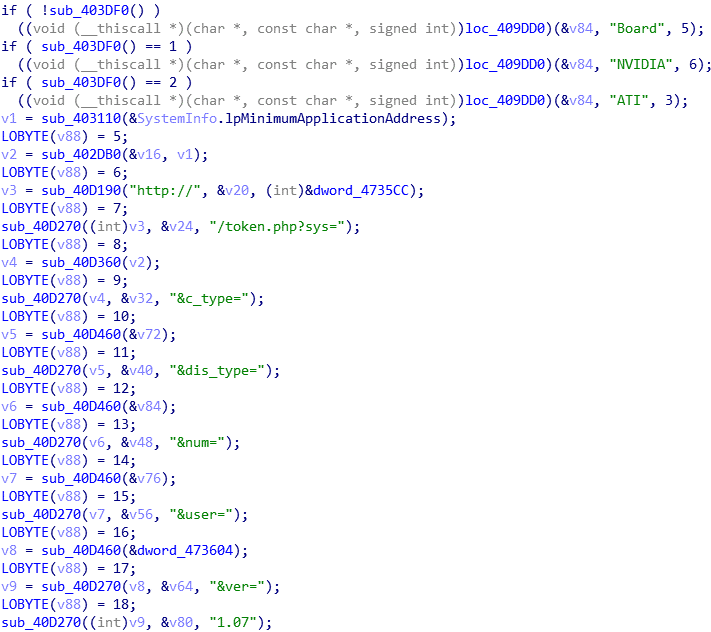 if ( !sub_403DF0() )
((void (__thiscall *)(char *, const char *, signed int))loc_409DD0)(&v84, "Board", 5);
if ( sub_403DF0() == 1 )
((void (__thiscall *)(char *, const char *, signed int))loc_409DD0)(&v84, "NVIDIA", 6);
if ( sub_403DF0() == 2 )
((void (__thiscall *)(char *, const char *, signed int))loc_409DD0)(&v84, "ATI", 3);
v1 = sub_403110(&SystemInfo.lpMinimumApplicationAddress);
LOBYTE(v88) = 5;
v2 = sub_402DB0(&v16, v1);
LOBYTE(v88) = 6;
v3 = sub_40D190("http://", &v20, (int)&dword_4735CC);
LOBYTE(v88) = 7;
sub_40D270((int)v3, &v24, "/token.php?sys=");
LOBYTE(v88) = 8;
v4 = sub_40D360(v2);
LOBYTE(v88) = 9;
sub_40D270(v4, &v32, "&c_type=");
LOBYTE(v88) = 10;
v5 = sub_40D460(&v72);
LOBYTE(v88) = 11;
sub_40D270(v5, &v40, "&dis_type=");
LOBYTE(v88) = 12;
v6 = sub_40D460(&v84);
LOBYTE(v88) = 13;
sub_40D270(v6, &v48, "&num=");
LOBYTE(v88) = 14;
v7 = sub_40D460(&v76);
LOBYTE(v88) = 15;
sub_40D270(v7, &v56, "&user=");
LOBYTE(v88) = 16;
v8 = sub_40D460(&dword_473604);
LOBYTE(v88) = 17;
v9 = sub_40D270(v8, &v64, "&ver=");
LOBYTE(v88) = 18;
sub_40D270((int)v9, &v80, "1.07");